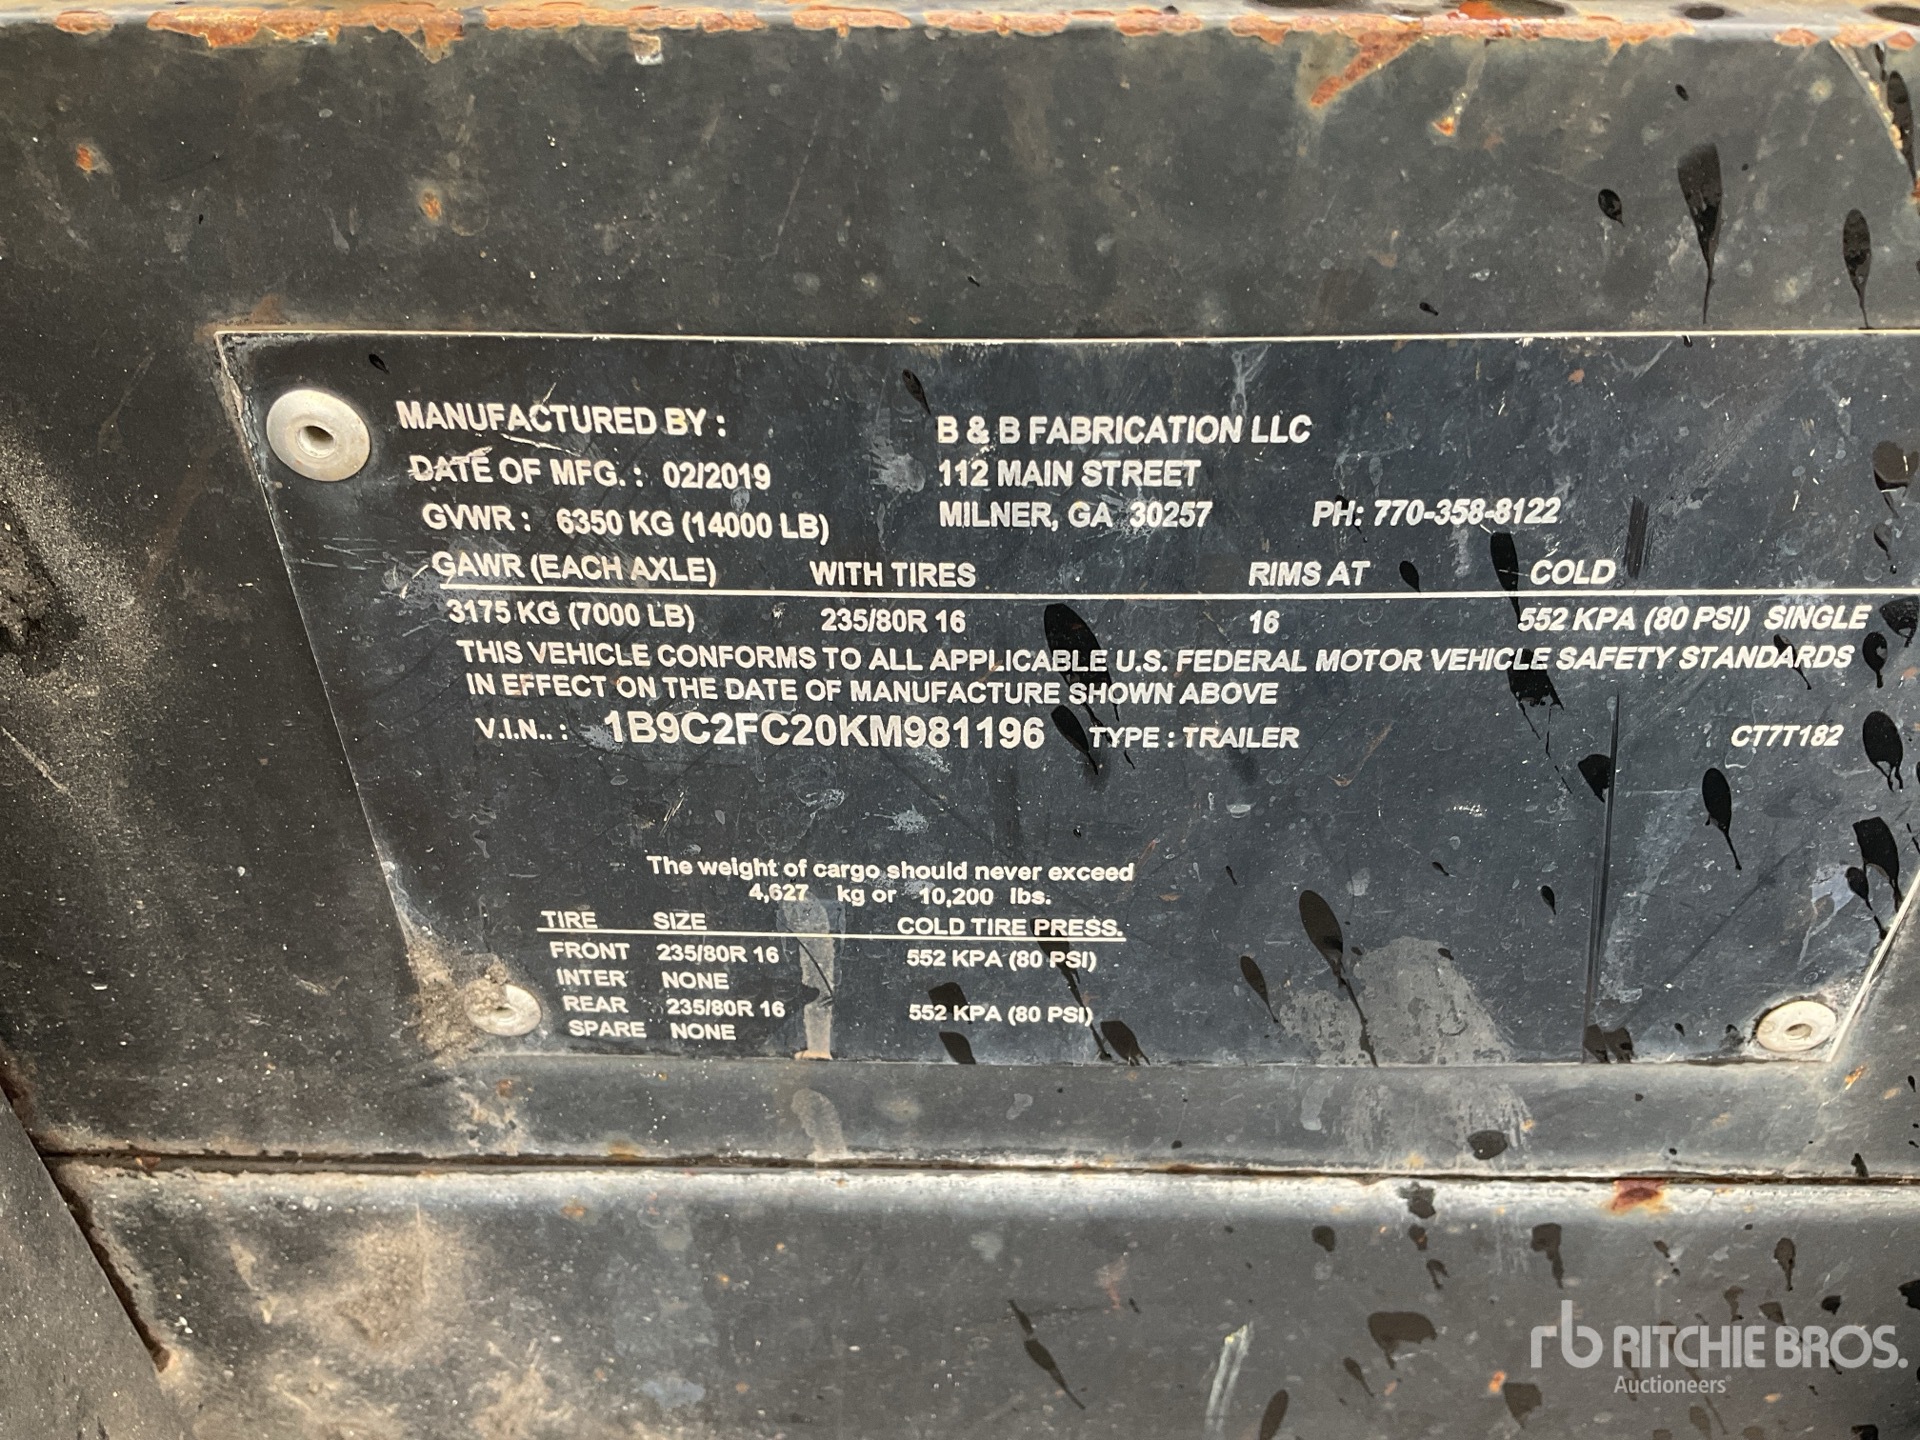 MANUFACTURED BY : B & B FABRICATION LLC
DATE OF MFG. : 02/2019 112 MAIN STREET
GVWR : 6350 KG (14000 LB) MILNER, GA 30257 PH: 770-358-8122
GAWR (EACH AXLE) WITH TIRES RIMS AT COLD
3175 KG (7000 LB) 235/80R 16 16 552 KPA (80 PSI) SINGLE
THIS VEHICLE CONFORMS TO ALL APPLICABLE U.S. FEDERAL MOTOR VEHICLE SAFETY STANDARDS
IN EFFECT ON THE DATE OF MANUFACTURE SHOWN ABOVE
V.I.N.. : 1B9C2FC20KM981196 TYPE : TRAILER CT7T182
The weight of cargo should never exceed
4,627 kg or 10,200 lbs.
TIRE SIZE COLD TIRE PRESS.
FRONT 235/80R 16 552 KPA (80 PSI)
INTER NONE
REAR 235/80R 16 552 KPA (80 PSI)
SPARE NONE
rb RITCHIE BROS.
Auctioneers